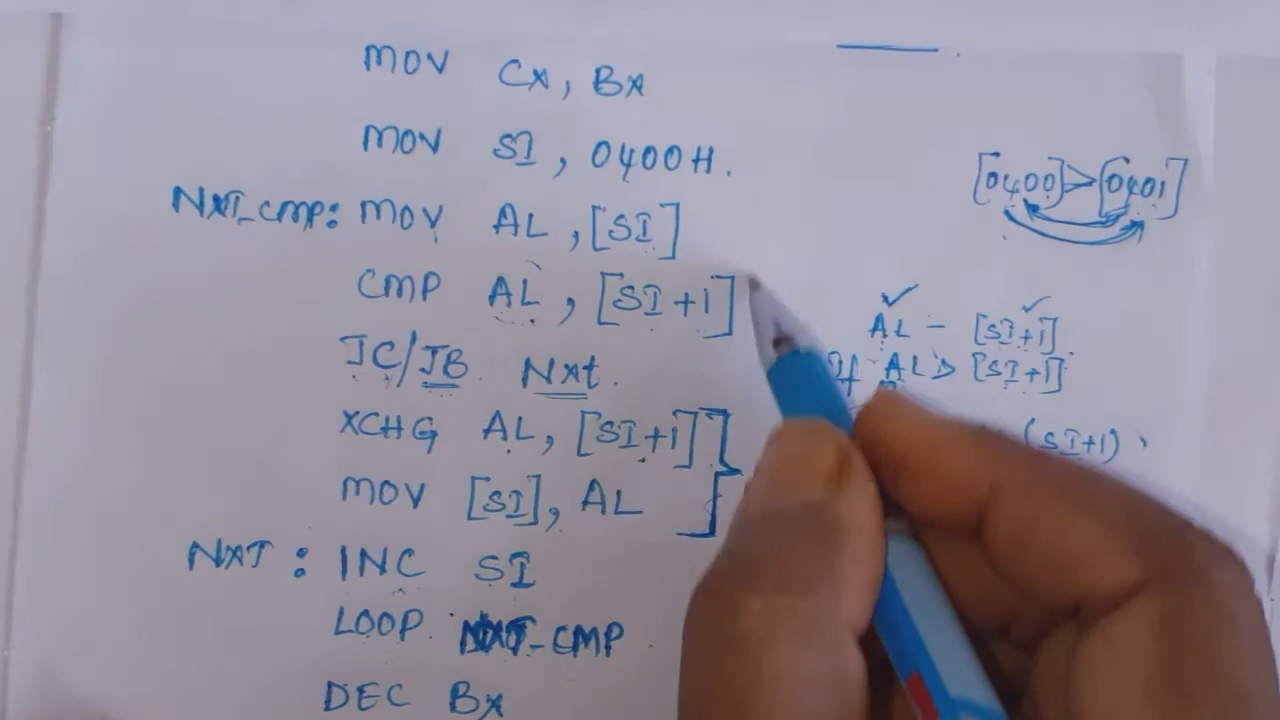 MOV CX, BX
MOV SI, 0400H.
[0400]>[0401]
NXT_CMP: MOV AL, [SI]
CMP AL, [SI+1]
AL - [SI+1].
JC/JB Nxt.
If AL > [SI+1]
XCHG AL, [SI+1]
(SI+1)
MOV [SI], AL
NXT: INC SI
LOOP NXT_CMP
DEC BX